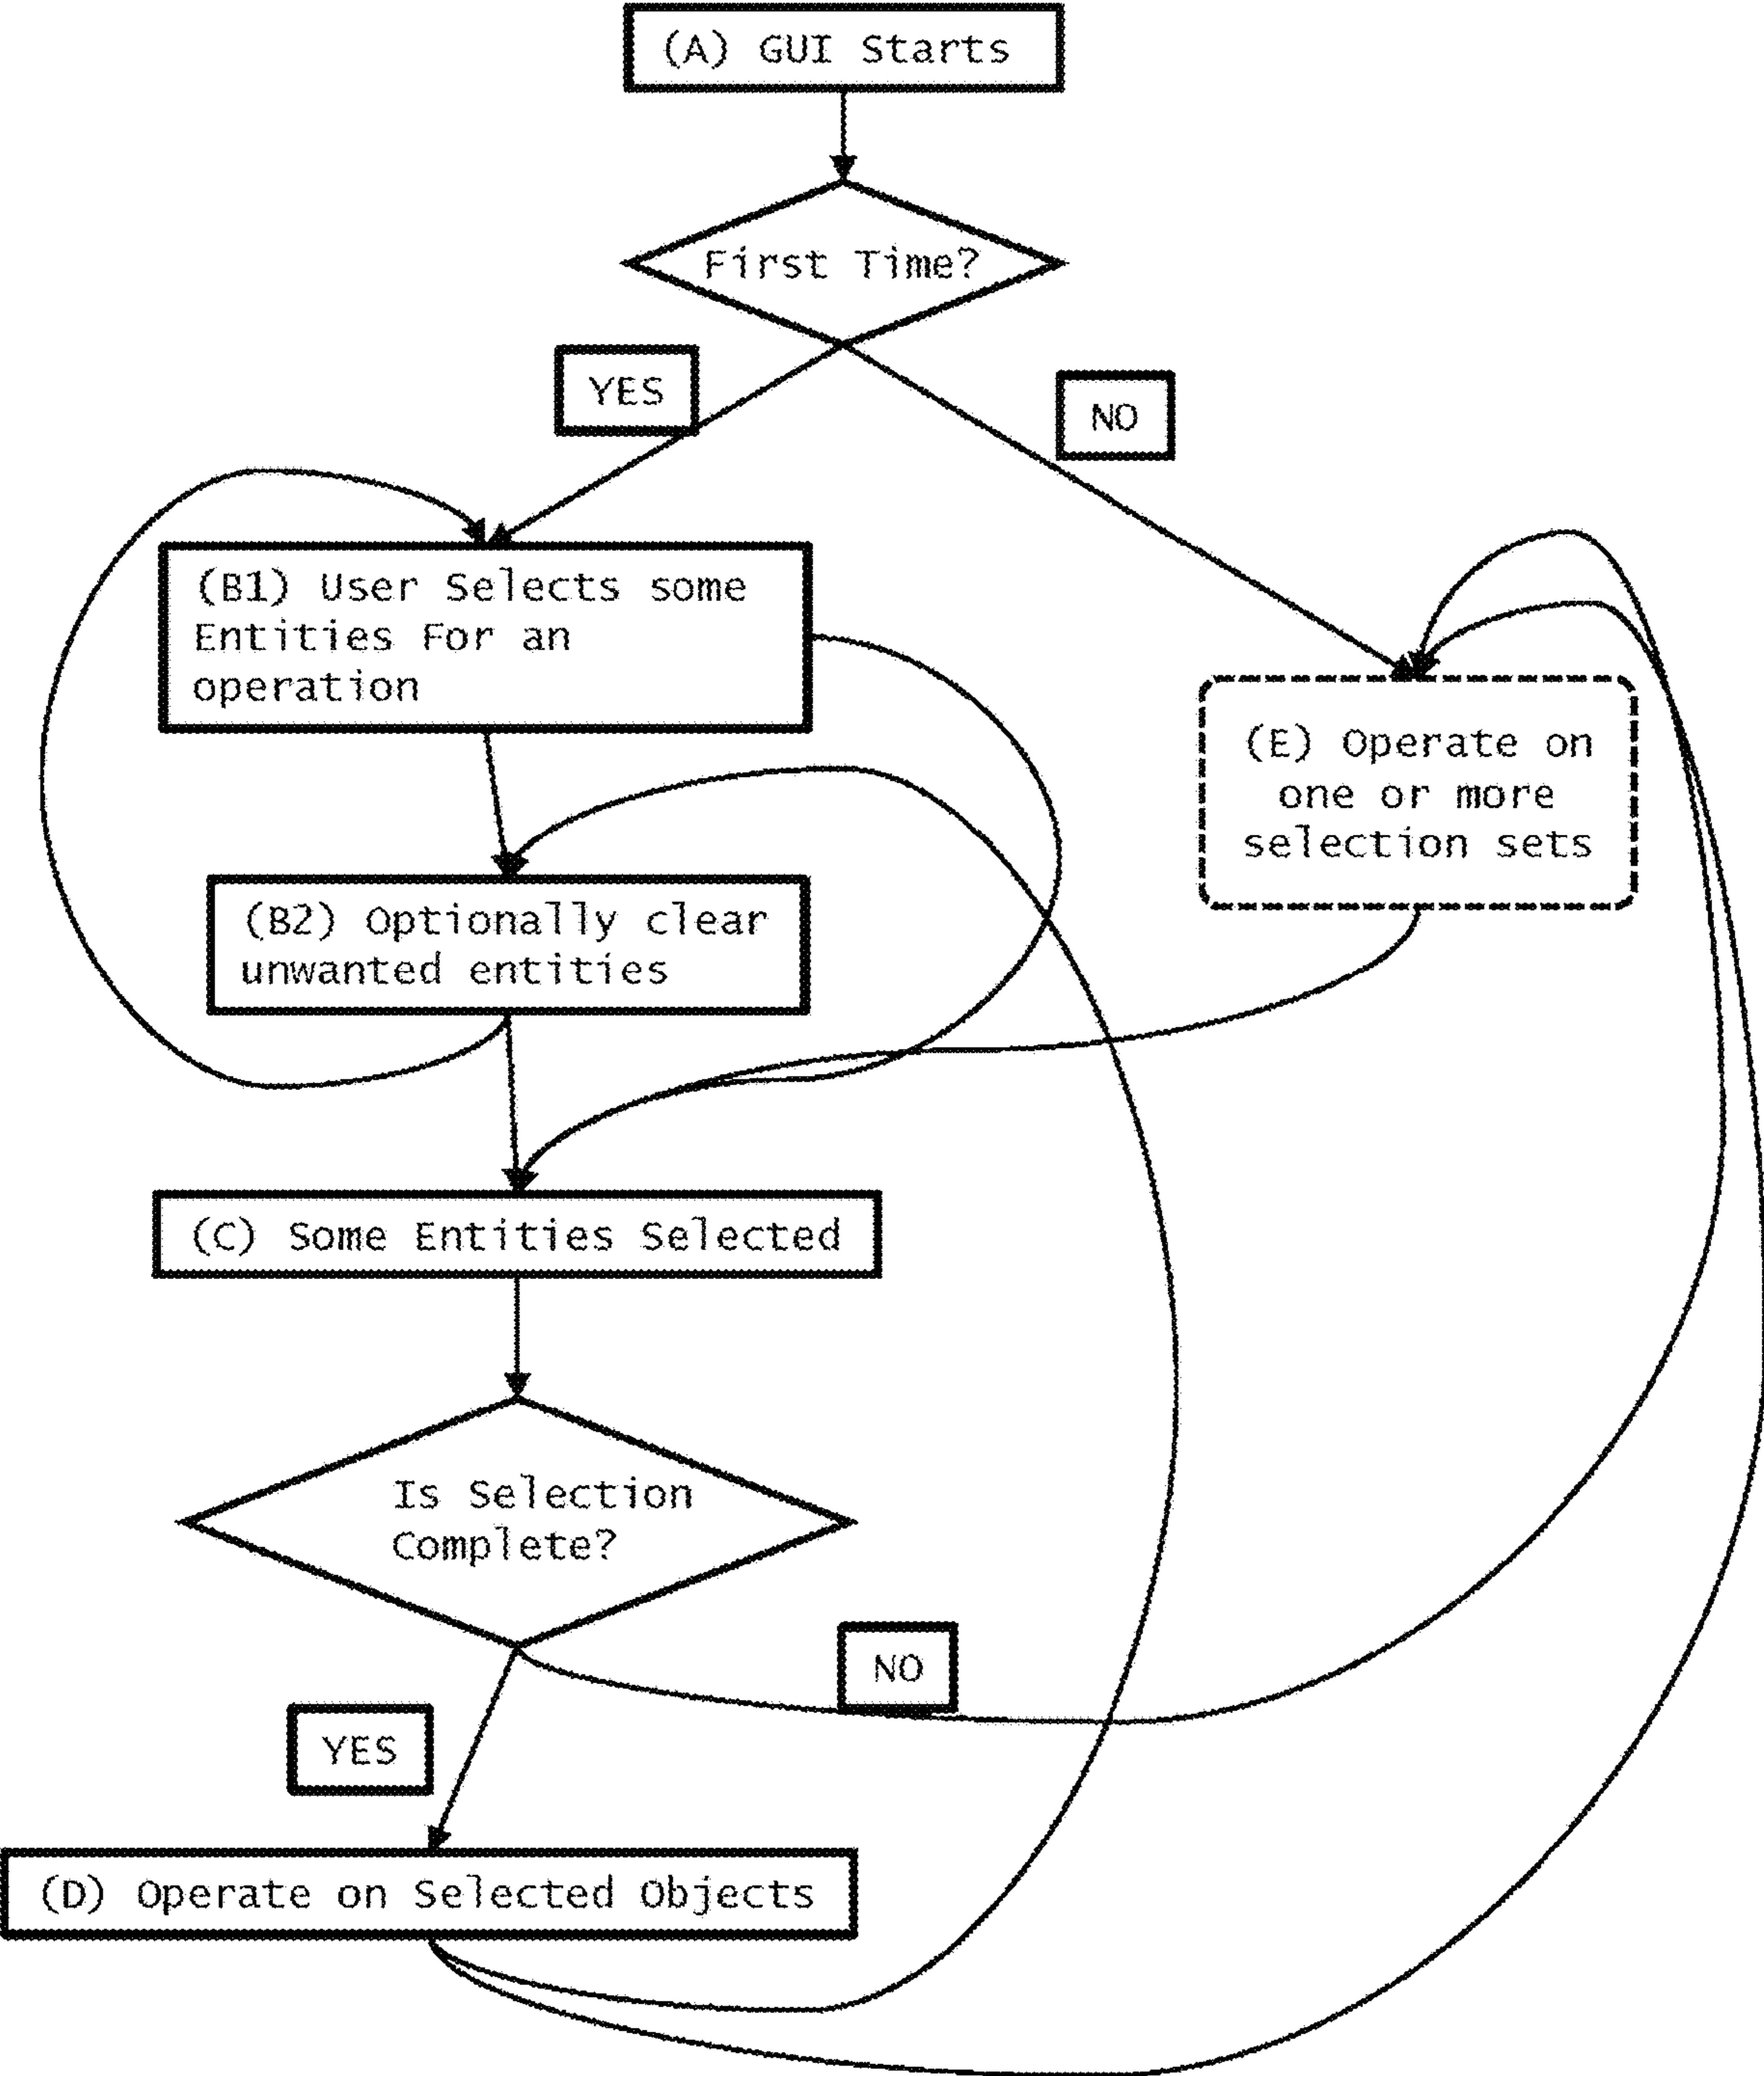 (A) GUI Starts
First Time?
YES
NO
(B1) User Selects some
Entities For an
operation
(E) Operate on
one or more
selection sets
(B2) Optionally clear
unwanted entities
(C) Some Entities Selected
Is Selection
Complete?
NO
YES
(D) Operate on Selected Objects